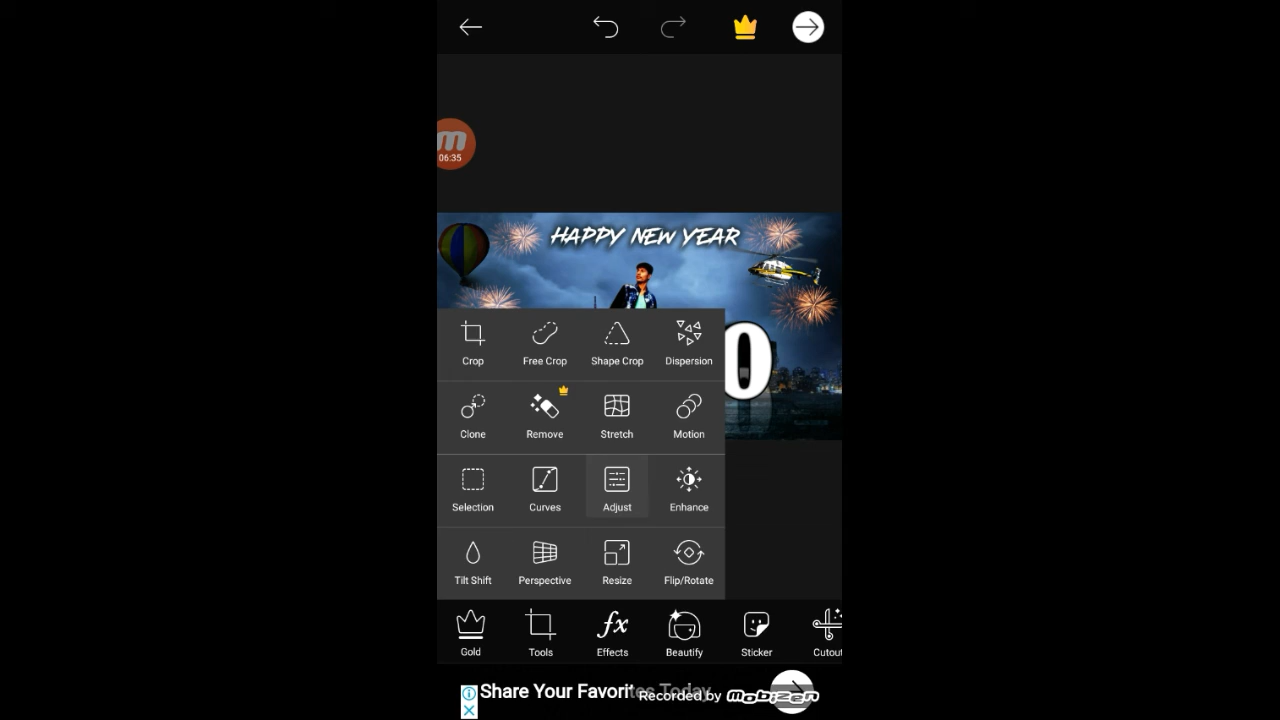 m
06:35
HAPPY NEW YEAR
0
Crop Free Crop Shape Crop Dispersion
Clone Remove Stretch Motion
Selection Curves Adjust Enhance
Tilt Shift Perspective Resize Flip/Rotate
fx
Gold Tools Effects Beautify Sticker Cutout
Share Your Favorites Today
Recorded by mobizen